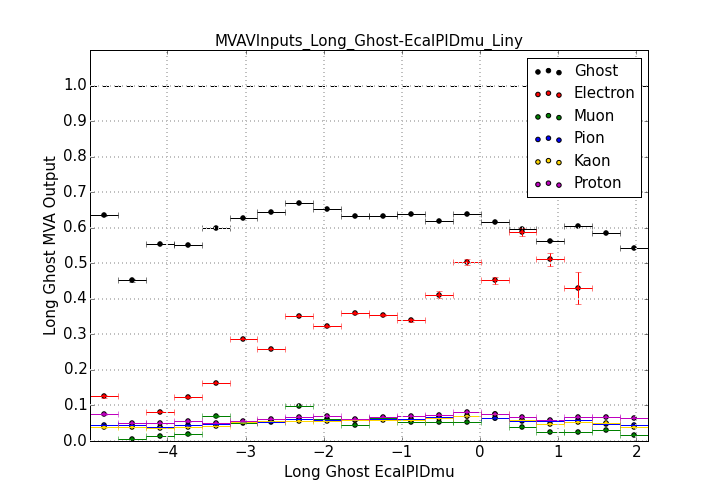 MVAVInputs_Long_Ghost-EcalPIDmu_Liny
Long Ghost MVA Output
1.0
0.9
0.8
0.7
0.6
0.5
0.4
0.3
0.2
0.1
0.0
Ghost
Electron
Muon
Pion
Kaon
Proton
−4 −3 −2 −1 0 1 2
Long Ghost EcalPIDmu